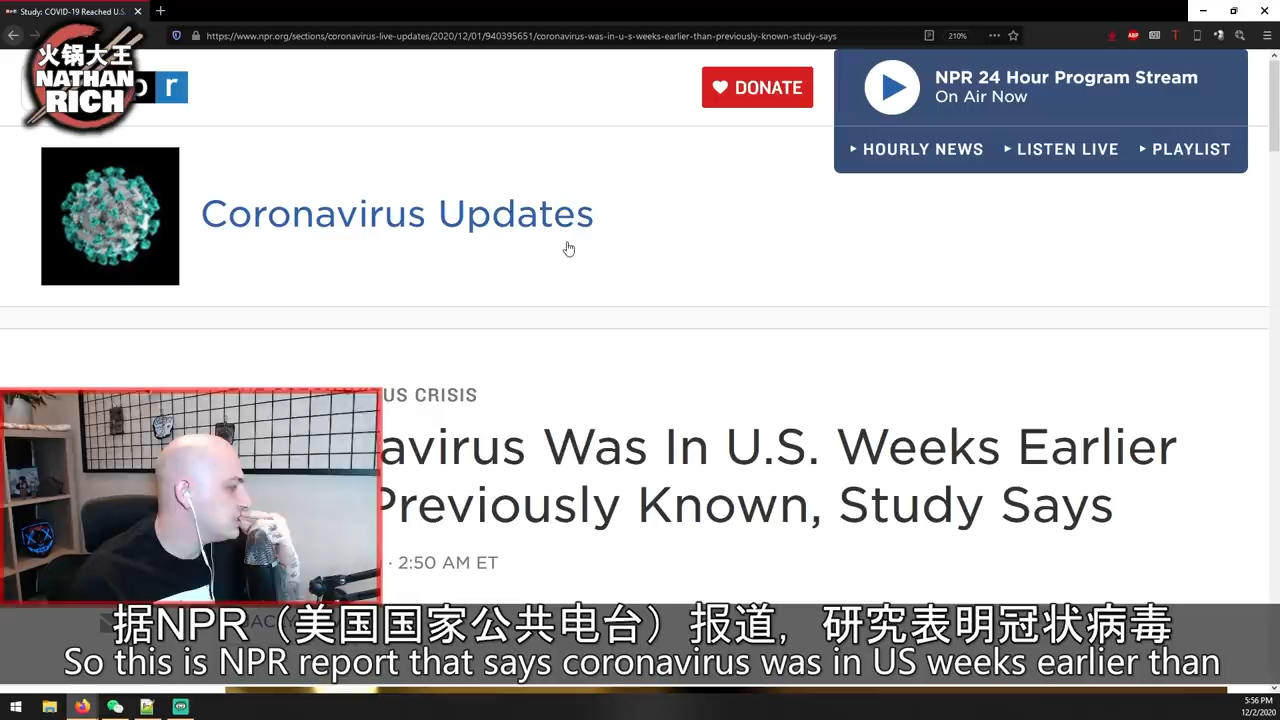 Study: COVID-19 Reached U.S.
https://www.npr.org/sections/coronavirus-live-updates/2020/12/01/940395651/coronavirus-was-in-u-s-weeks-earlier-than-previously-known-study-says
210%
ABP
火锅大王
NATHAN
RICH
r
DONATE
NPR 24 Hour Program Stream
On Air Now
HOURLY NEWS
LISTEN LIVE
PLAYLIST
Coronavirus Updates
US CRISIS
avirus Was In U.S. Weeks Earlier
Previously Known, Study Says
· 2:50 AM ET
据NPR（美国国家公共电台）报道，研究表明冠状病毒
So this is NPR report that says coronavirus was in US weeks earlier than
5:56 PM
12/2/2020